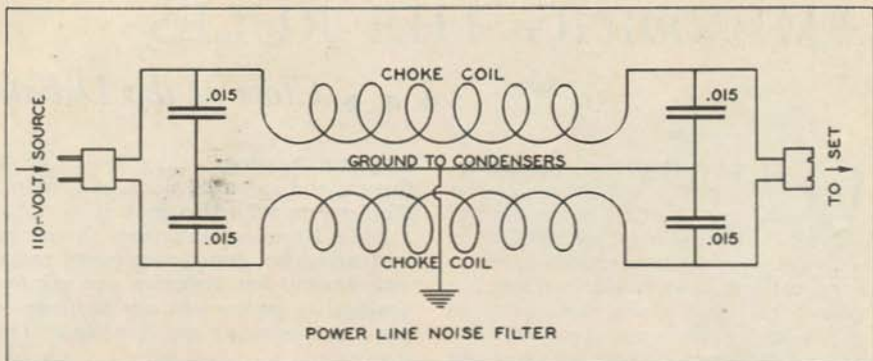 CHOKE COIL
.015
.015
110-VOLT SOURCE
GROUND TO CONDENSERS
TO SET
.015
.015
CHOKE COIL
POWER LINE NOISE FILTER